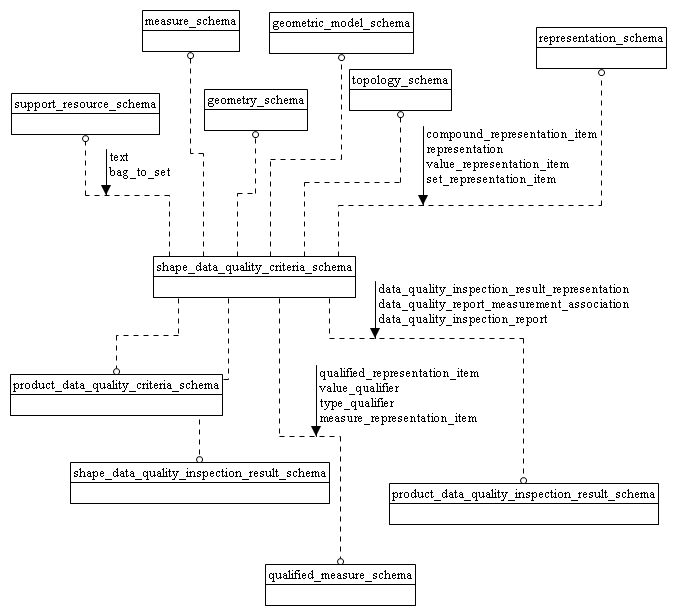 measure_schema
geometric_model_schema
representation_schema
topology_schema
support_resource_schema
geometry_schema
compound_representation_item
representation
value_representation_item
set_representation_item
text
bag_to_set
shape_data_quality_criteria_schema
data_quality_inspection_result_representation
data_quality_report_measurement_association
data_quality_inspection_report
product_data_quality_criteria_schema
qualified_representation_item
value_qualifier
type_qualifier
measure_representation_item
shape_data_quality_inspection_result_schema
product_data_quality_inspection_result_schema
qualified_measure_schema